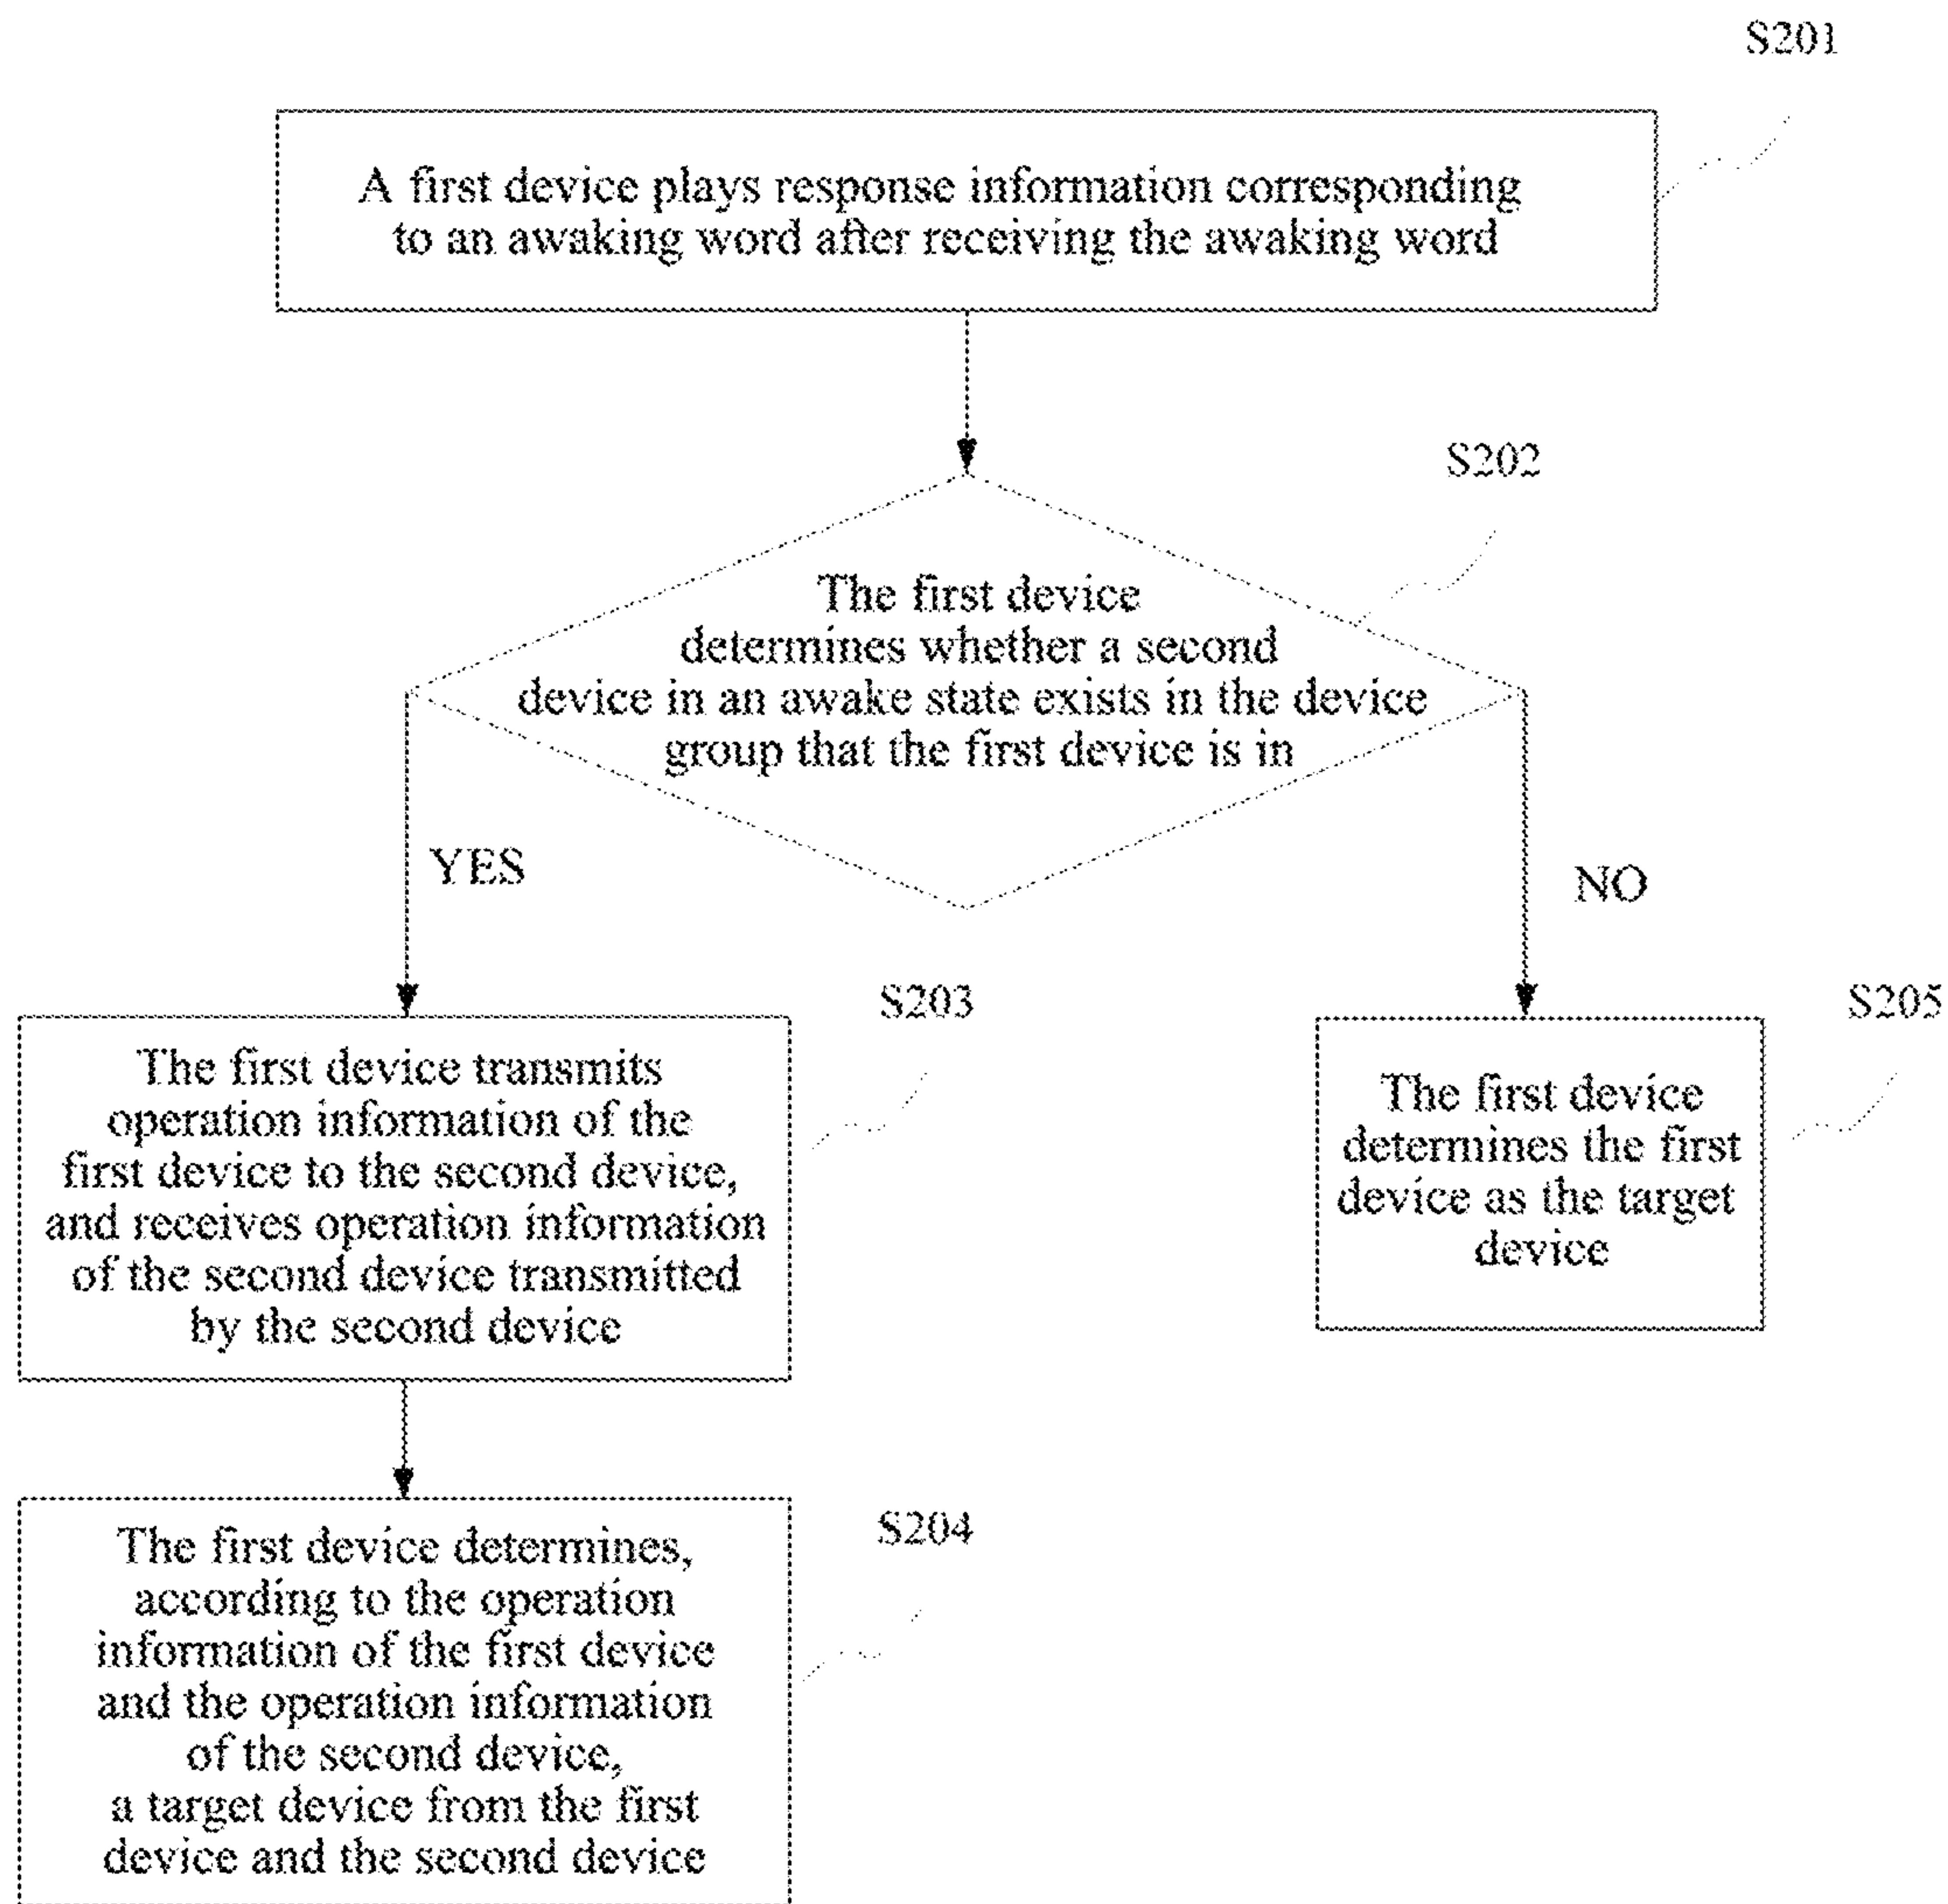 S201
A first device plays response information corresponding
to an awaking word after receiving the awaking word
S202
The first device
determines whether a second
device in an awake state exists in the device
group that the first device is in
YES
NO
S203
The first device transmits
operation information of the
first device to the second device,
and receives operation information
of the second device transmitted
by the second device
S205
The first device
determines the first
device as the target
device
S204
The first device determines,
according to the operation
information of the first device
and the operation information
of the second device,
a target device from the first
device and the second device